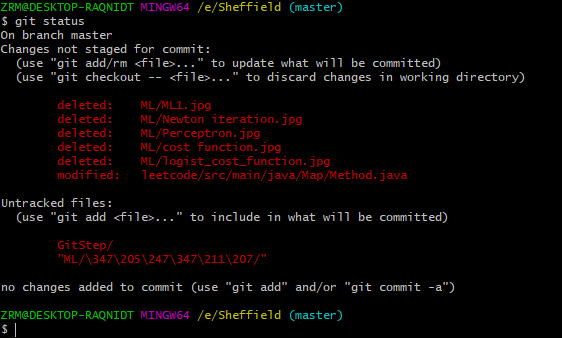 ZRM@DESKTOP-RAQNIDT MINGW64 /e/Sheffield (master)
$ git status
On branch master
Changes not staged for commit:
  (use "git add/rm <file>..." to update what will be committed)
  (use "git checkout -- <file>..." to discard changes in working directory)

        deleted:    ML/ML1.jpg
        deleted:    ML/Newton iteration.jpg
        deleted:    ML/Perceptron.jpg
        deleted:    ML/cost function.jpg
        deleted:    ML/logist_cost_function.jpg
        modified:   leetcode/src/main/java/Map/Method.java

Untracked files:
  (use "git add <file>..." to include in what will be committed)

        GitStep/
        "ML/\347\205\247\347\211\207/"

no changes added to commit (use "git add" and/or "git commit -a")

ZRM@DESKTOP-RAQNIDT MINGW64 /e/Sheffield (master)
$